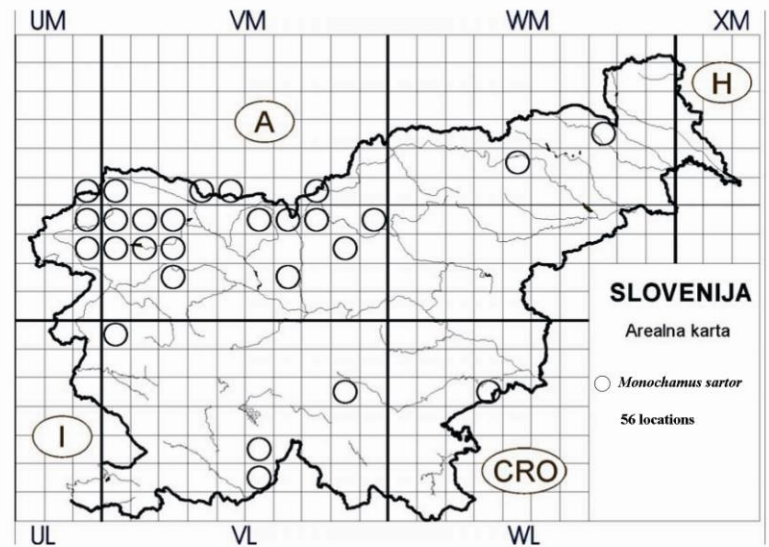 UM VM WM XM
H
A
SLOVENIJA
Arealna karta
Monochamus sartor
56 locations
I
CRO
UL VL WL